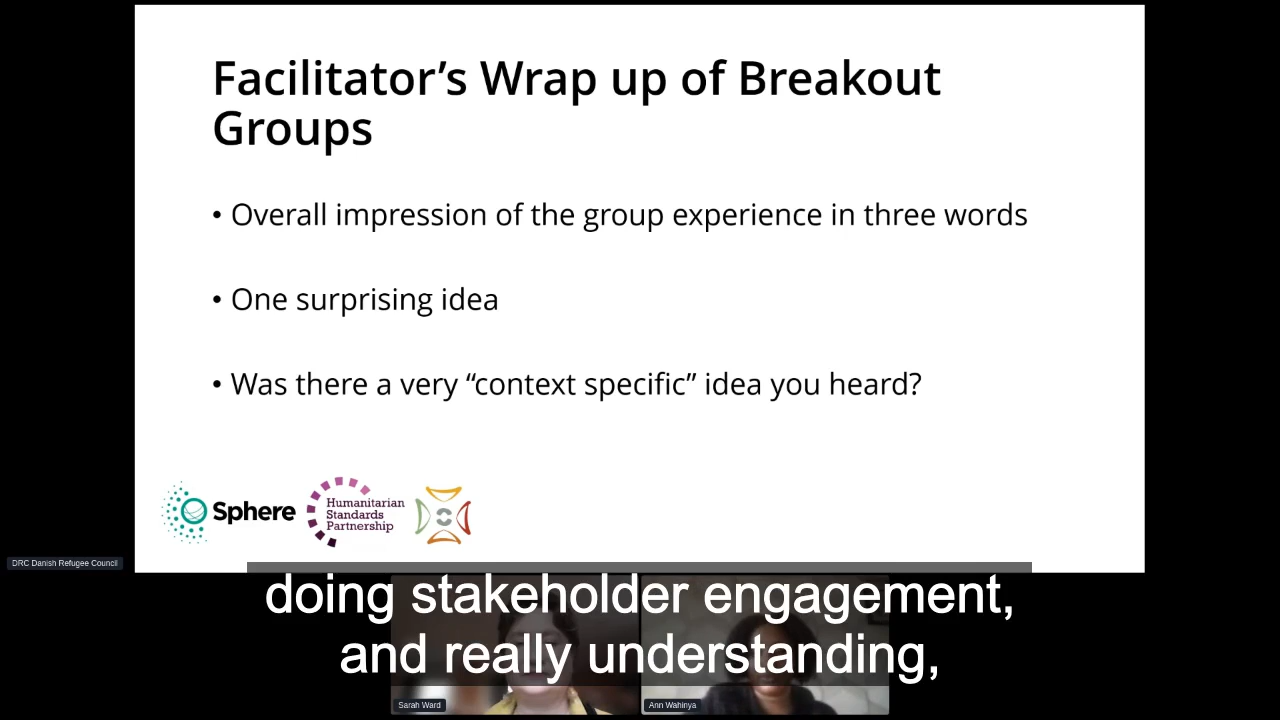 Facilitator’s Wrap up of Breakout
Groups
• Overall impression of the group experience in three words
• One surprising idea
• Was there a very “context specific” idea you heard?
Sphere
Humanitarian
Standards
Partnership
DRC Danish Refugee Council
doing stakeholder engagement,
and really understanding,
Sarah Ward
Ann Wahinya